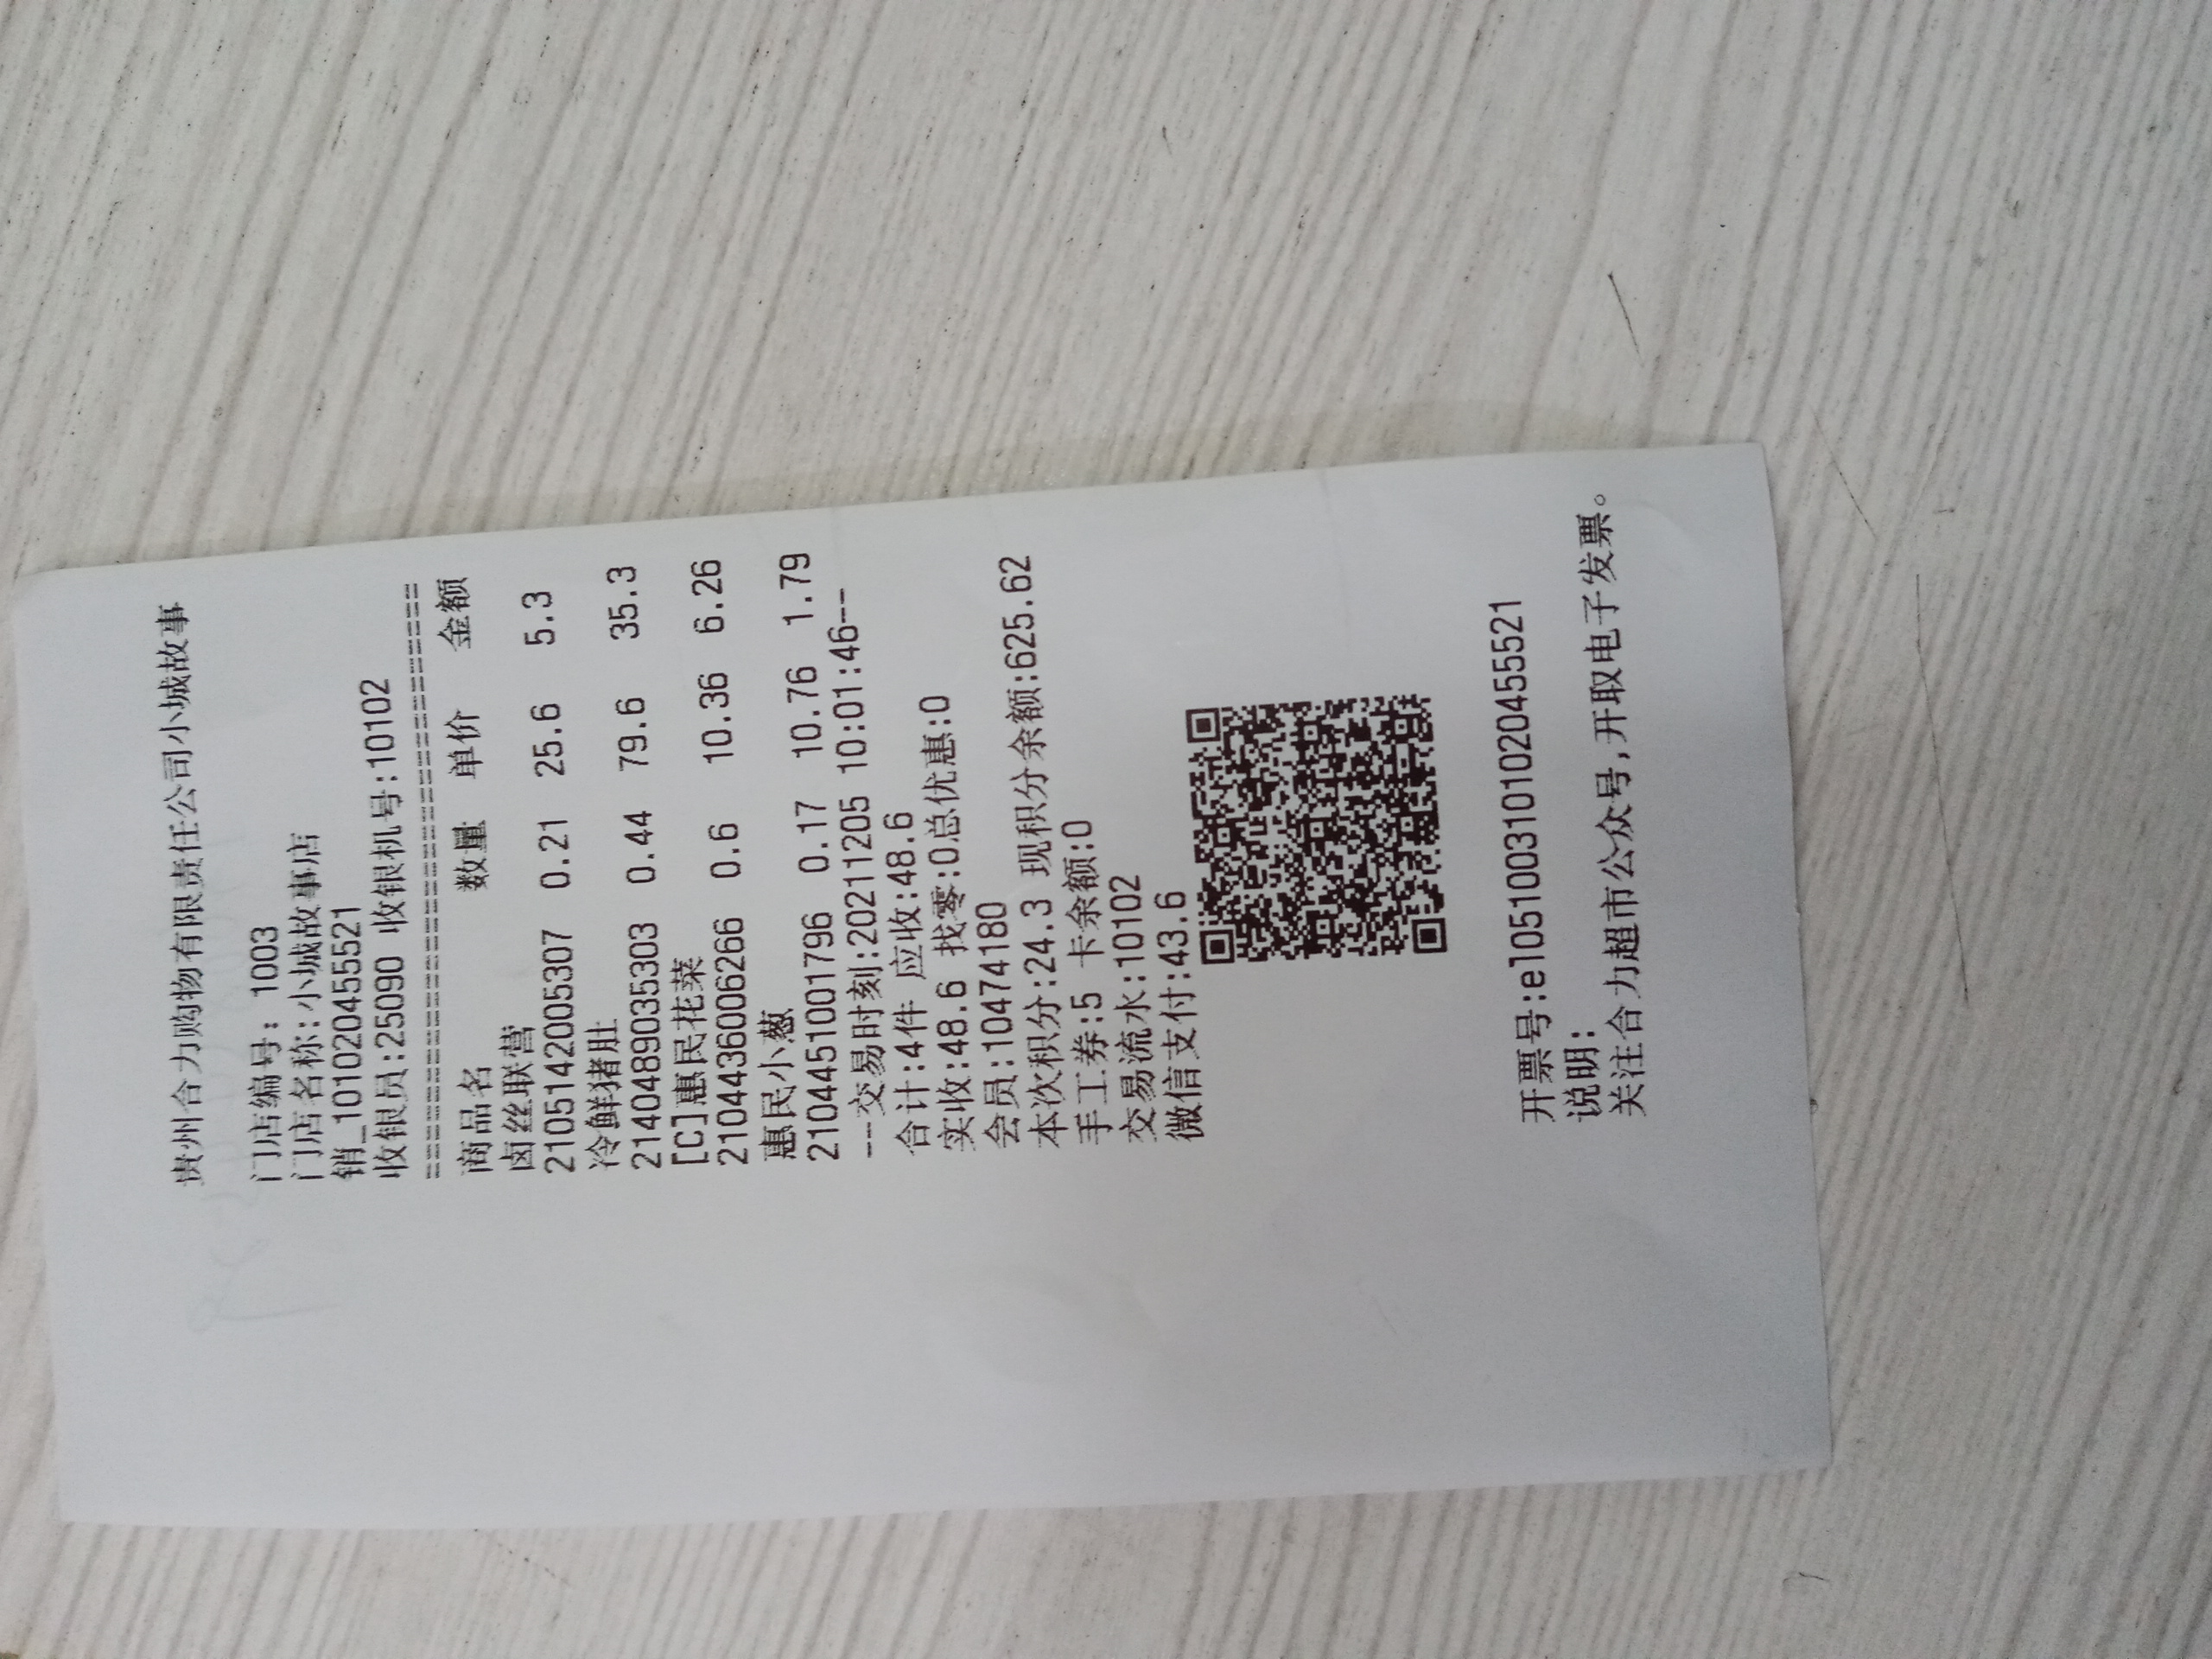 贵州合力购物有限责任公司小城故事
门店编号: 1003
门店名称:小城故事店
销_101020455521
收银员:25090 收银机号:10102
商品名 数量 单价 金额
卤丝联营
2105142005307 0.21 25.6 5.3
冷鲜猪肚
2140489035303 0.44 79.6 35.3
[C]惠民花菜
2104436006266 0.6 10.36 6.26
惠民小葱
2104451001796 0.17 10.76 1.79
---交易时刻:20211205 10:01:46--
合计:4件 应收:48.6
实收:48.6 找零:0总优惠:0
会员:10474180
本次积分:24.3 现积分余额:625.62
手工券:5 卡余额:0
交易流水:10102
微信支付:43.6
开票号:e1051003101020455521
说明:
关注合力超市公众号,开取电子发票。